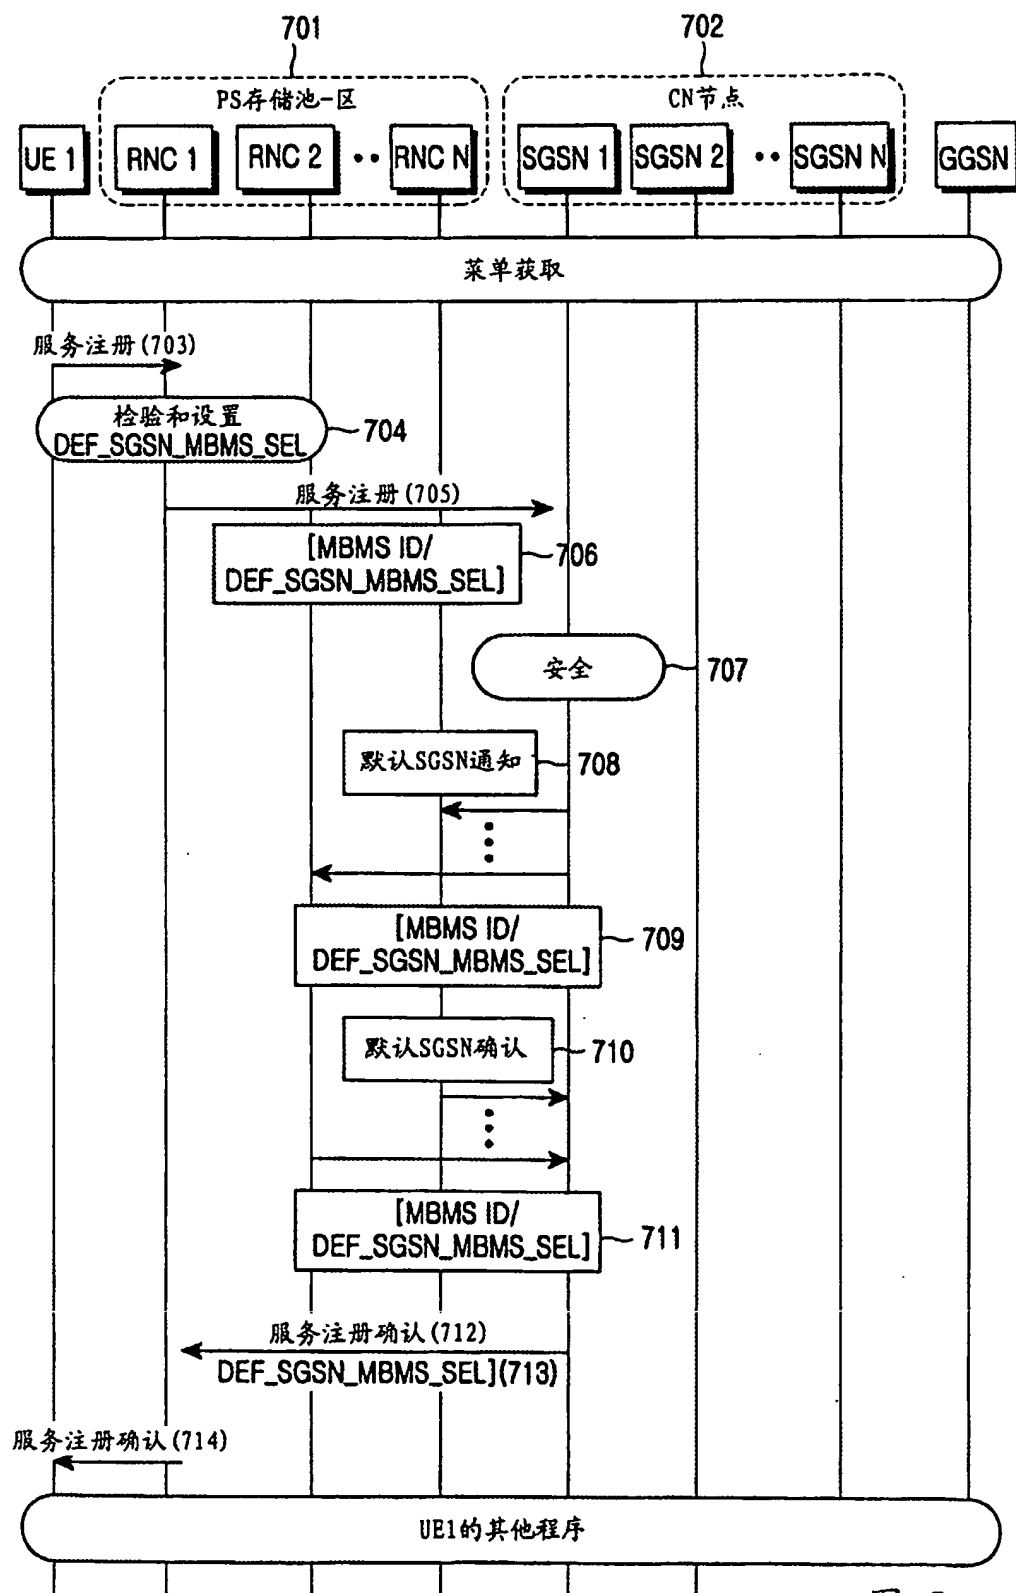 701
702
PS存储池-区
CN节点
UE 1
RNC 1
RNC 2
RNC N
SGSN 1
SGSN 2
SGSN N
GGSN
菜单获取
服务注册(703)
检验和设置
DEF_SGSN_MBMS_SEL
704
服务注册(705)
[MBMS ID/
DEF_SGSN_MBMS_SEL]
706
安全
707
默认SGSN通知
708
[MBMS ID/
DEF_SGSN_MBMS_SEL]
709
默认SGSN确认
710
[MBMS ID/
DEF_SGSN_MBMS_SEL]
711
服务注册确认(712)
DEF_SGSN_MBMS_SEL](713)
服务注册确认(714)
UE1的其他程序